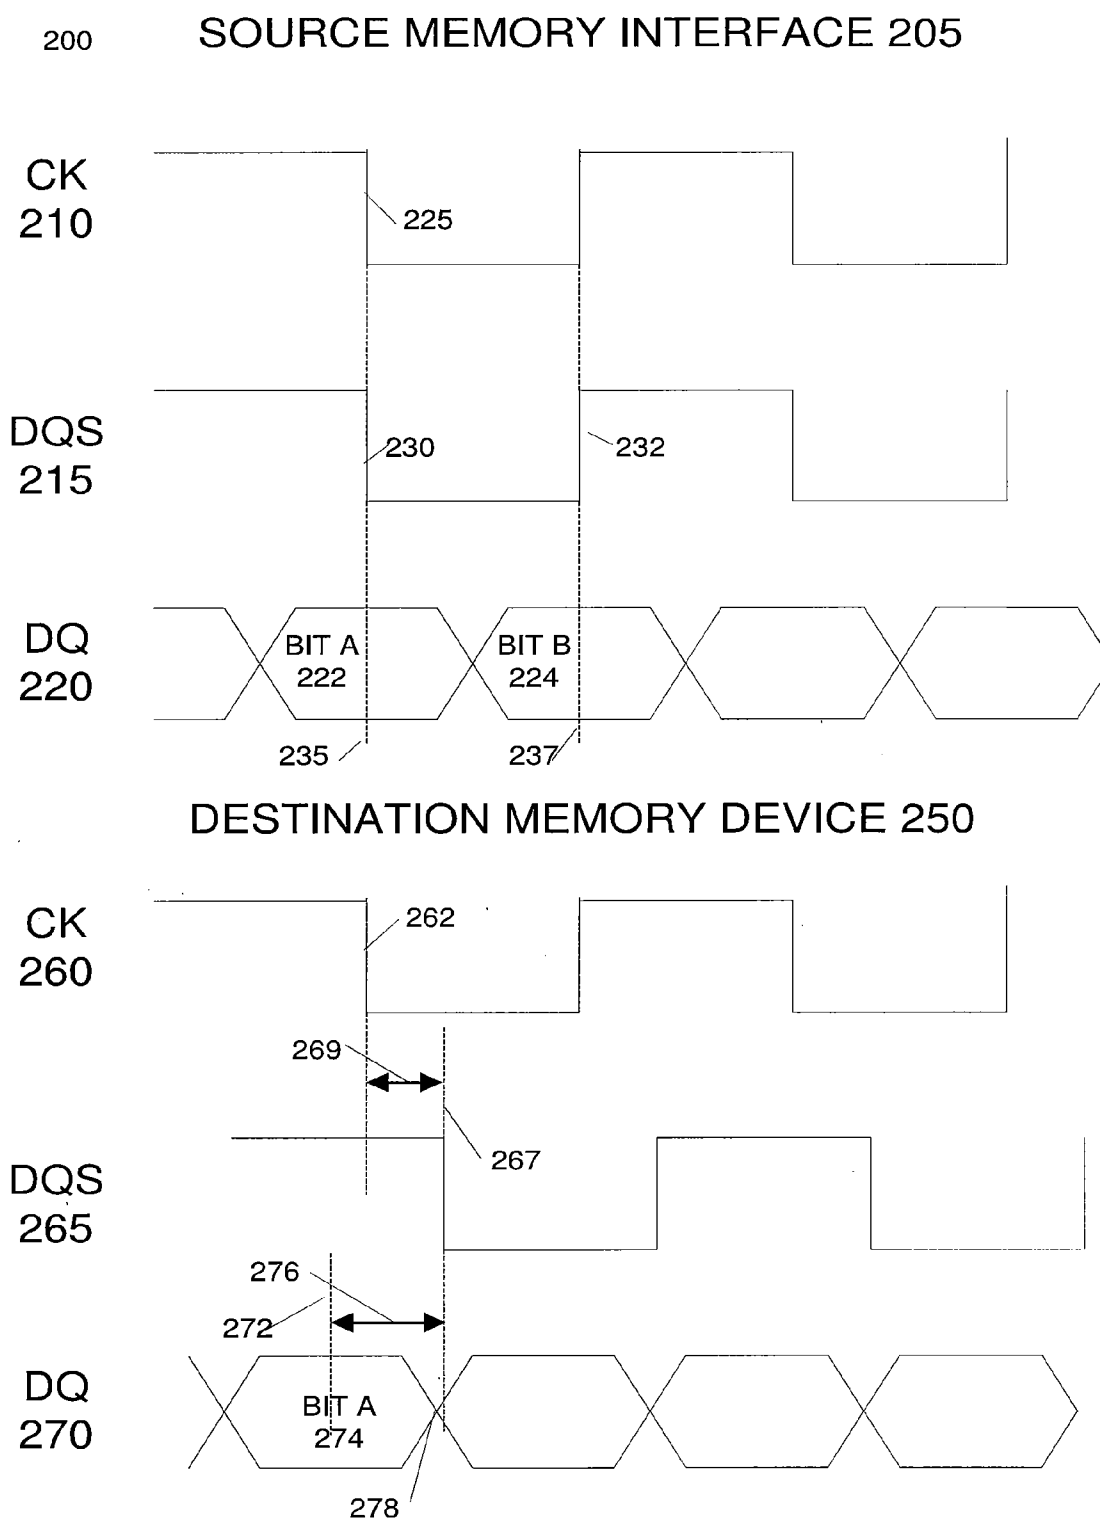 200
SOURCE MEMORY INTERFACE 205
CK
210
225
DQS
215
230
232
DQ
220
BIT A
222
BIT B
224
235
237
DESTINATION MEMORY DEVICE 250
CK
260
262
269
267
DQS
265
276
272
DQ
270
BIT A
274
278